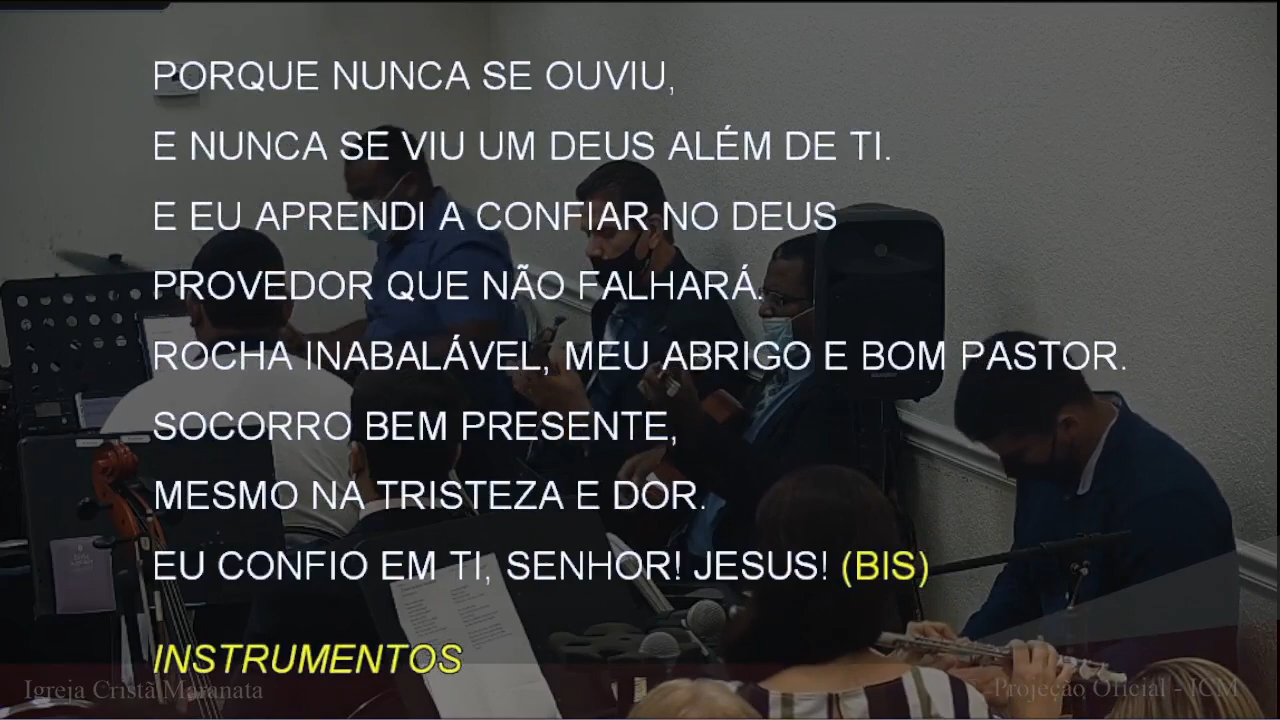 PORQUE NUNCA SE OUVIU,
E NUNCA SE VIU UM DEUS ALÉM DE TI.
E EU APRENDI A CONFIAR NO DEUS
PROVEDOR QUE NÃO FALHARÁ.
ROCHA INABALÁVEL, MEU ABRIGO E BOM PASTOR.
SOCORRO BEM PRESENTE,
MESMO NA TRISTEZA E DOR.
EU CONFIO EM TI, SENHOR! JESUS! (BIS)
INSTRUMENTOS
Igreja Cristã Maranata
Projeção Oficial - ICM